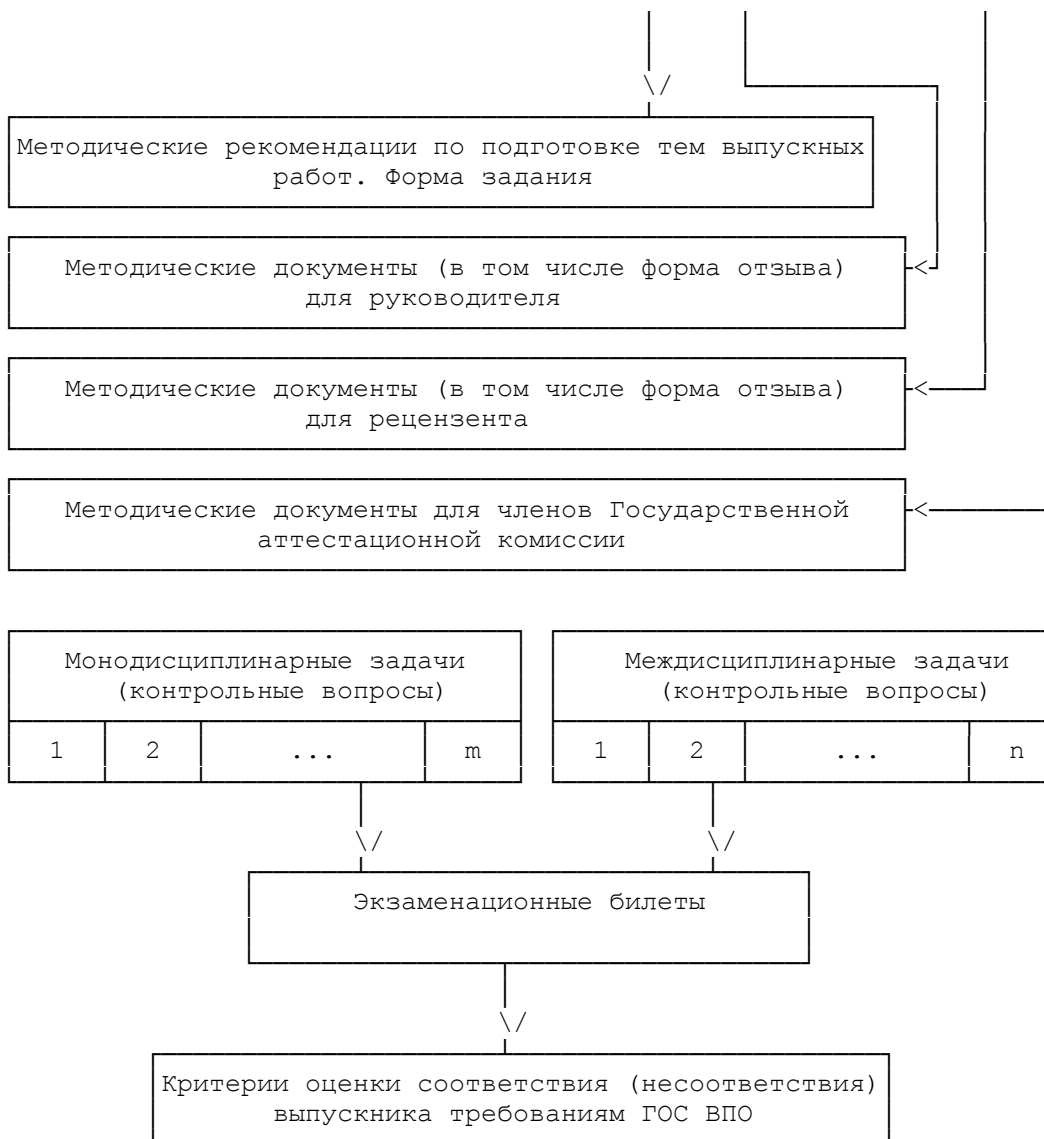 Методические рекомендации по подготовке тем выпускных
работ. Форма задания
Методические документы (в том числе форма отзыва)
для руководителя
Методические документы (в том числе форма отзыва)
для рецензента
Методические документы для членов Государственной
аттестационной комиссии
Монодисциплинарные задачи
(контрольные вопросы)
1 2 ... m
Междисциплинарные задачи
(контрольные вопросы)
1 2 ... n
Экзаменационные билеты
Критерии оценки соответствия (несоответствия)
выпускника требованиям ГОС ВПО